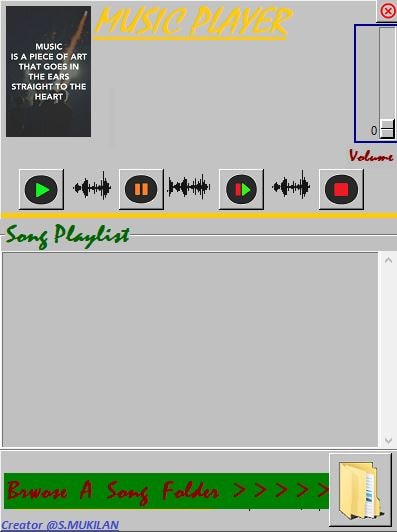 MUSIC PLAYER
MUSIC
IS A PIECE OF ART
THAT GOES IN
THE EARS
STRAIGHT TO THE
HEART
0
Volume
Song Playlist
Brwose A Song Folder > > > > >
Creator @S.MUKILAN